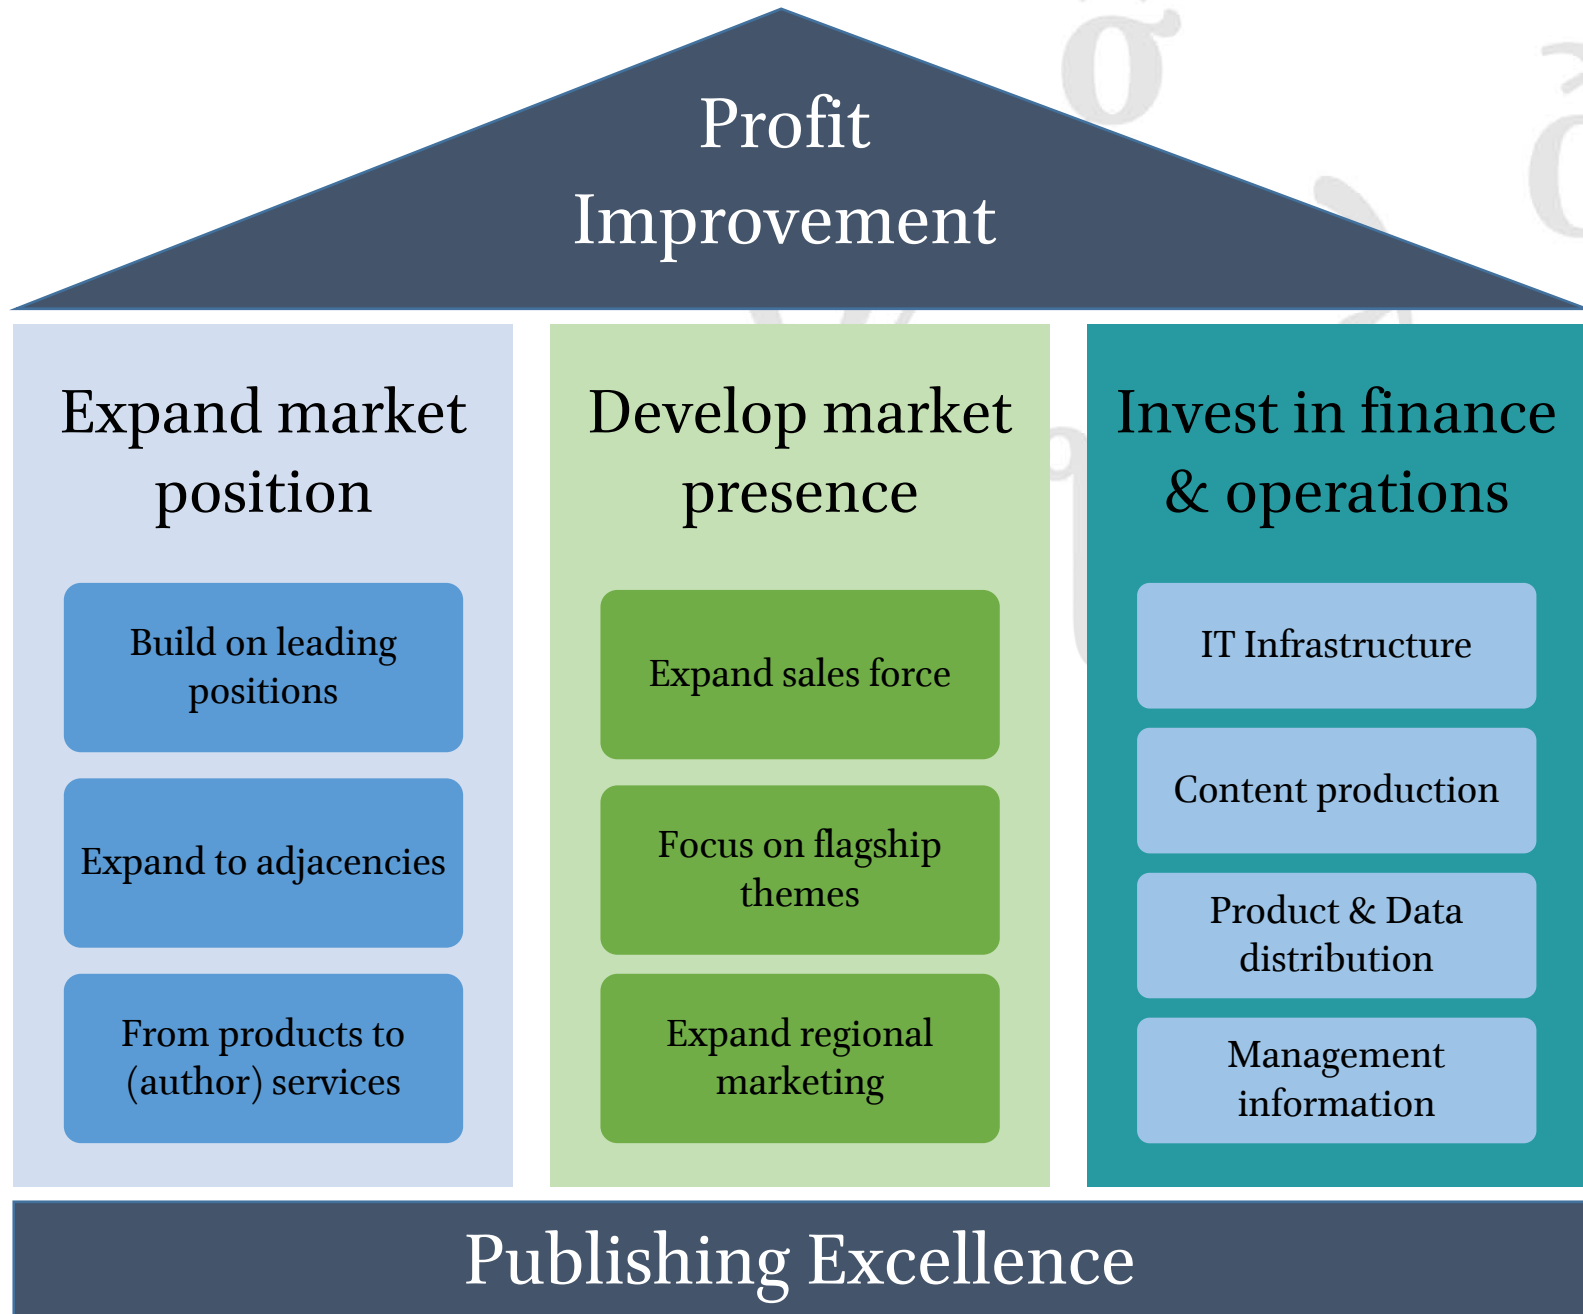 Profit
Improvement
Expand market
position
Build on leading
positions
Expand to adjacencies
From products to
(author) services
Develop market
presence
Expand sales force
Focus on flagship
themes
Expand regional
marketing
Invest in finance
& operations
IT Infrastructure
Content production
Product & Data
distribution
Management
information
Publishing Excellence